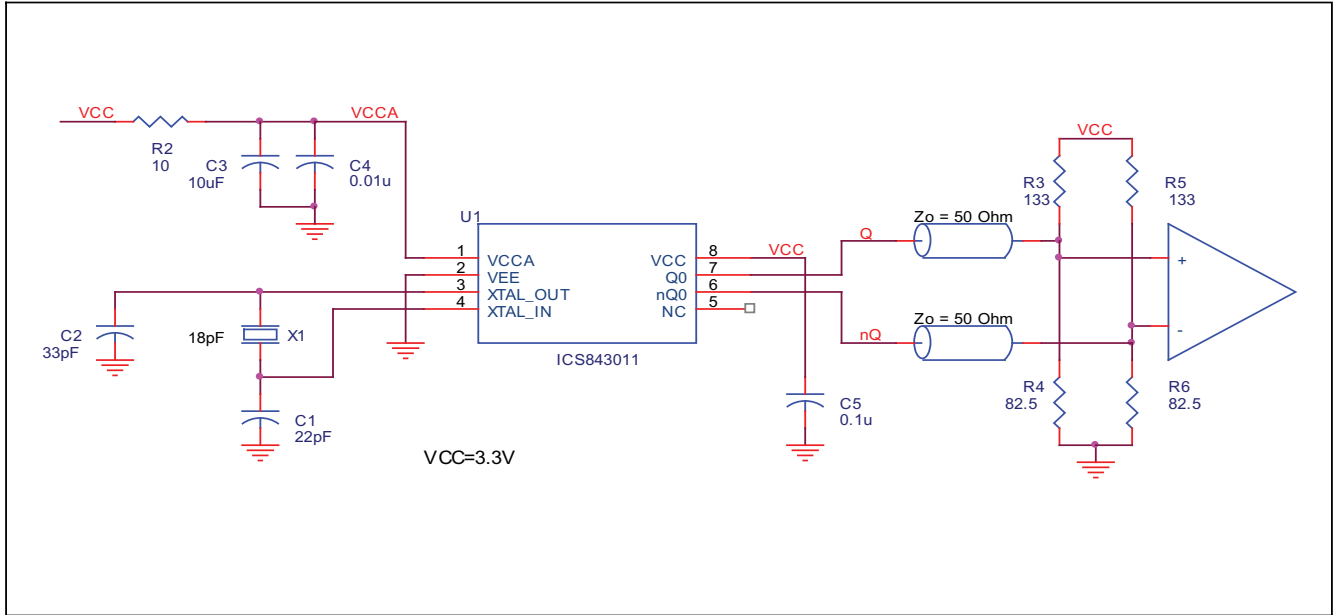 VCC
R2
10
VCCA
C3
10uF
C4
0.01u
U1
1
2
3
4
VCCA
VEE
XTAL_OUT
XTAL_IN
VCC
Q0
nQ0
NC
8
7
6
5
ICS843011
C2
33pF
18pF
X1
C1
22pF
VCC=3.3V
VCC
C5
0.1u
Q
Zo = 50 Ohm
nQ
Zo = 50 Ohm
VCC
R3
133
R5
133
+
-
R4
82.5
R6
82.5